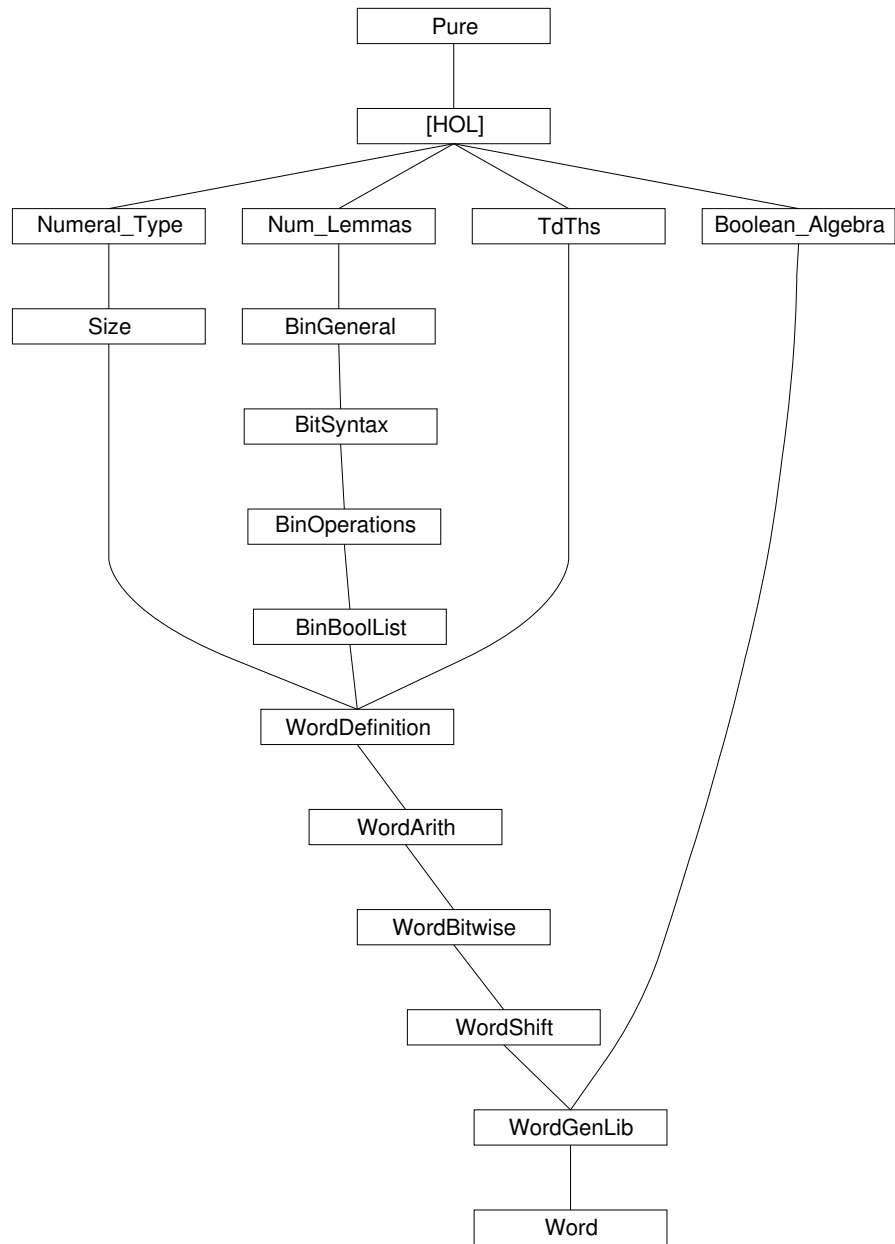 Pure
[HOL]
Numeral_Type
Num_Lemmas
TdThs
Boolean_Algebra
Size
BinGeneral
BitSyntax
BinOperations
BinBoolList
WordDefinition
WordArith
WordBitwise
WordShift
WordGenLib
Word